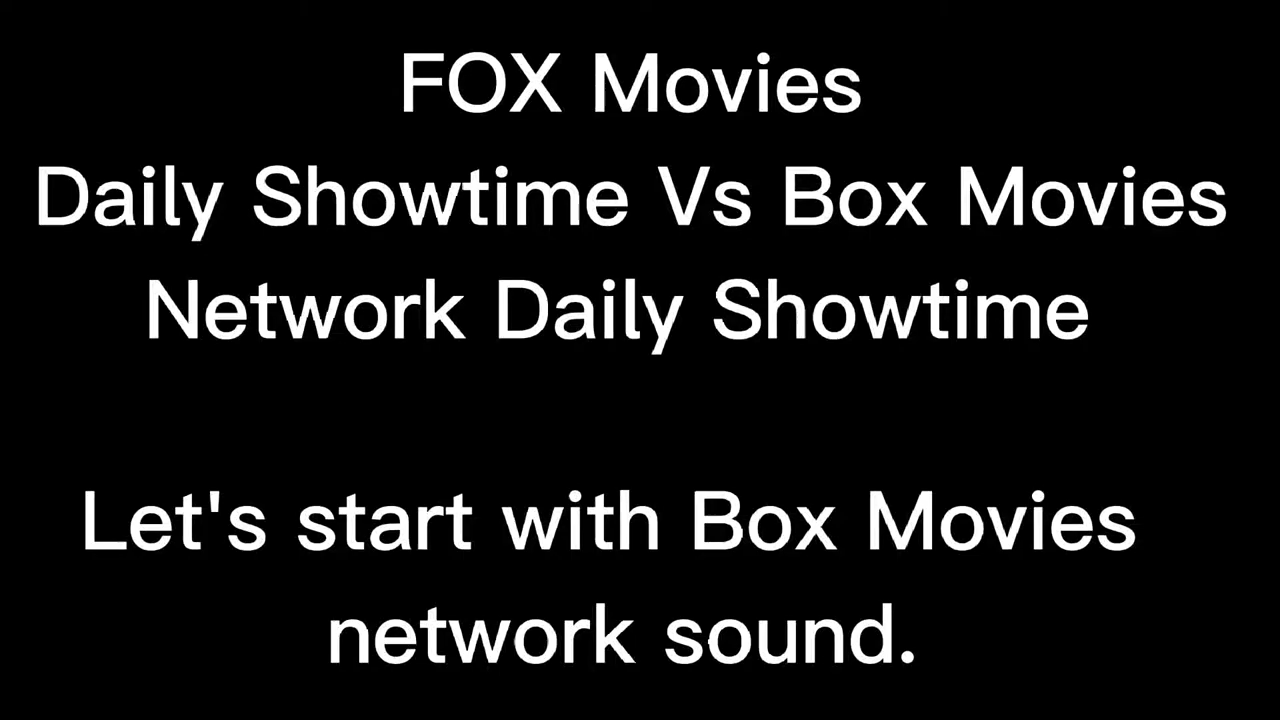 FOX Movies
Daily Showtime Vs Box Movies
Network Daily Showtime
Let's start with Box Movies
network sound.